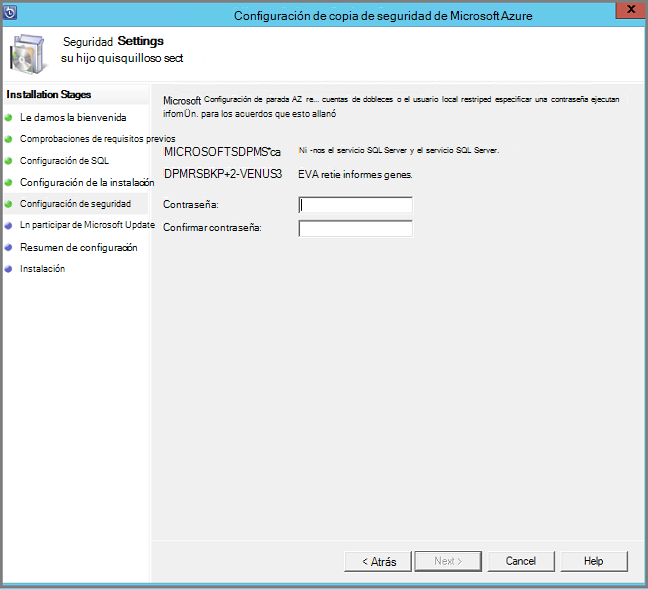 Configuración de copia de seguridad de Microsoft Azure
x
Seguridad Settings
su hijo quisquilloso sect
Installation Stages
Le damos la bienvenida
Comprobaciones de requisitos previos
Configuración de SQL
Configuración de la instalación
Configuración de seguridad
Ln participar de Microsoft Update
Resumen de configuración
Instalación
Microsoft Configuración de parada AZ re... cuentas de dobleces o el usuario local restriped especificar una contraseña ejecutan
irfomÜn. para los acuerdos que esto allanó
MICROSOFTSDPMS*ca Ni -nos el servicio SQL Server y el servicio SQL Server.
DPMRSBKP+2-VENUS3 EVA retie informes genes.
Contraseña:
Confirmar contraseña:
< Atrás Next > Cancel Help